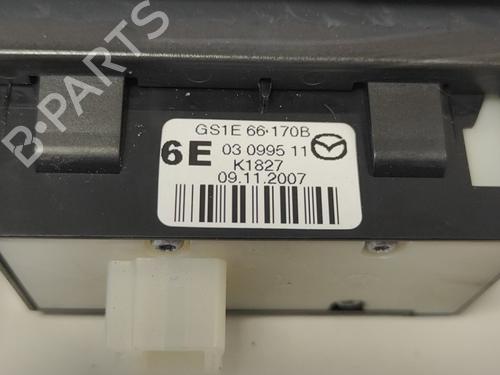 B-PARTS
GS1E 66·170B
6E
03 0995 11
K1827
09.11.2007